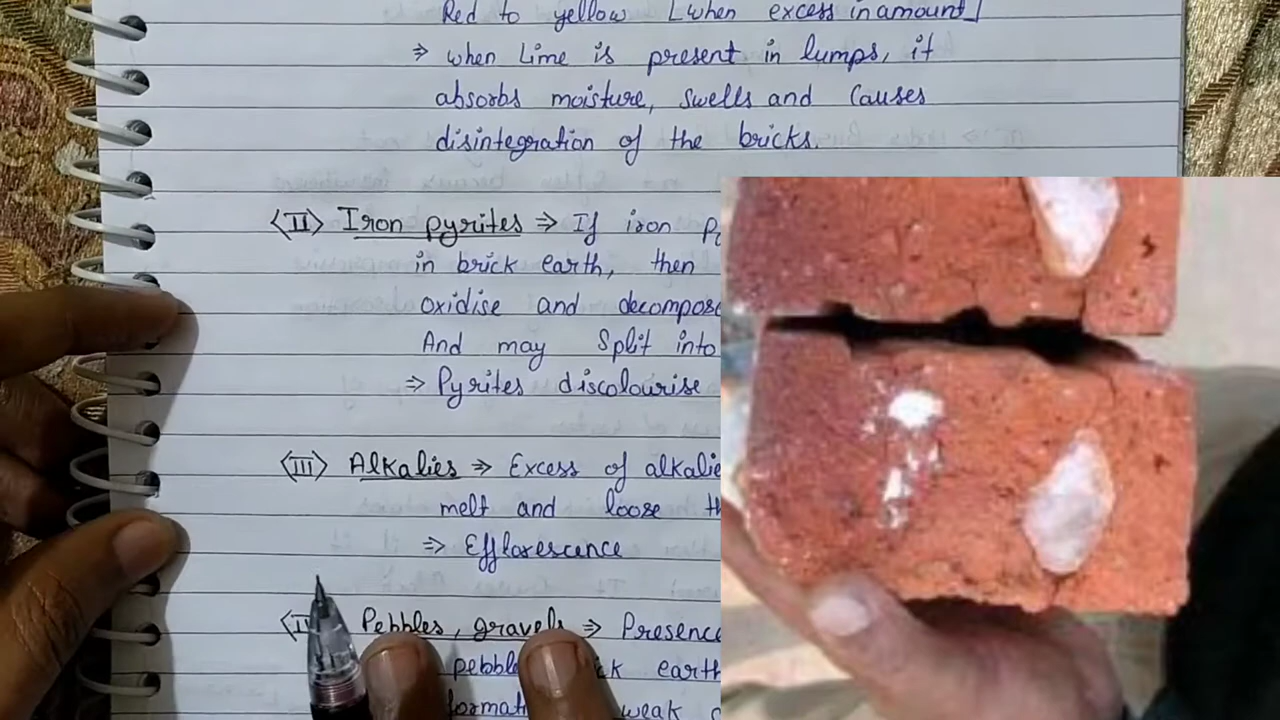 Red to yellow [when excess in amount]
⇒ when Lime is present in lumps, it
absorbs moisture, swells and causes
disintegration of the bricks.
<II> Iron pyrites ⇒ If iron
in brick earth, then
oxidise and decompose
And may split into
⇒ Pyrites discolourise
<III> Alkalies ⇒ Excess of alkalie
melt and loose
⇒ Efflorescence
Pebbles, gravels ⇒ Presence
earth
weak